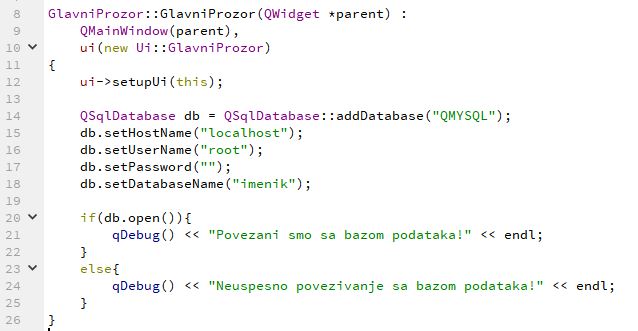 8 GlavniProzor::GlavniProzor(QWidget *parent) :
9     QMainWindow(parent),
10     ui(new Ui::GlavniProzor)
11 {
12     ui->setupUi(this);
13
14     QSqlDatabase db = QSqlDatabase::addDatabase("QMYSQL");
15     db.setHostName("localhost");
16     db.setUserName("root");
17     db.setPassword("");
18     db.setDatabaseName("imenik");
19
20     if(db.open()){
21         qDebug() << "Povezani smo sa bazom podataka!" << endl;
22     }
23     else{
24         qDebug() << "Neuspesno povezivanje sa bazom podataka!" << endl;
25     }
26 }